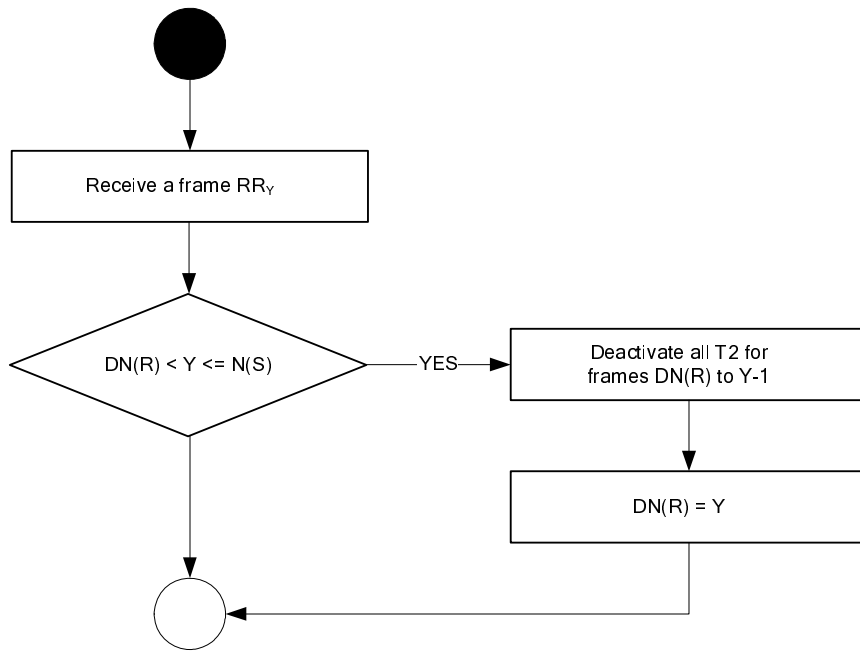 Receive a frame RRY
DN(R) < Y <= N(S)
YES
Deactivate all T2 for
frames DN(R) to Y-1
DN(R) = Y